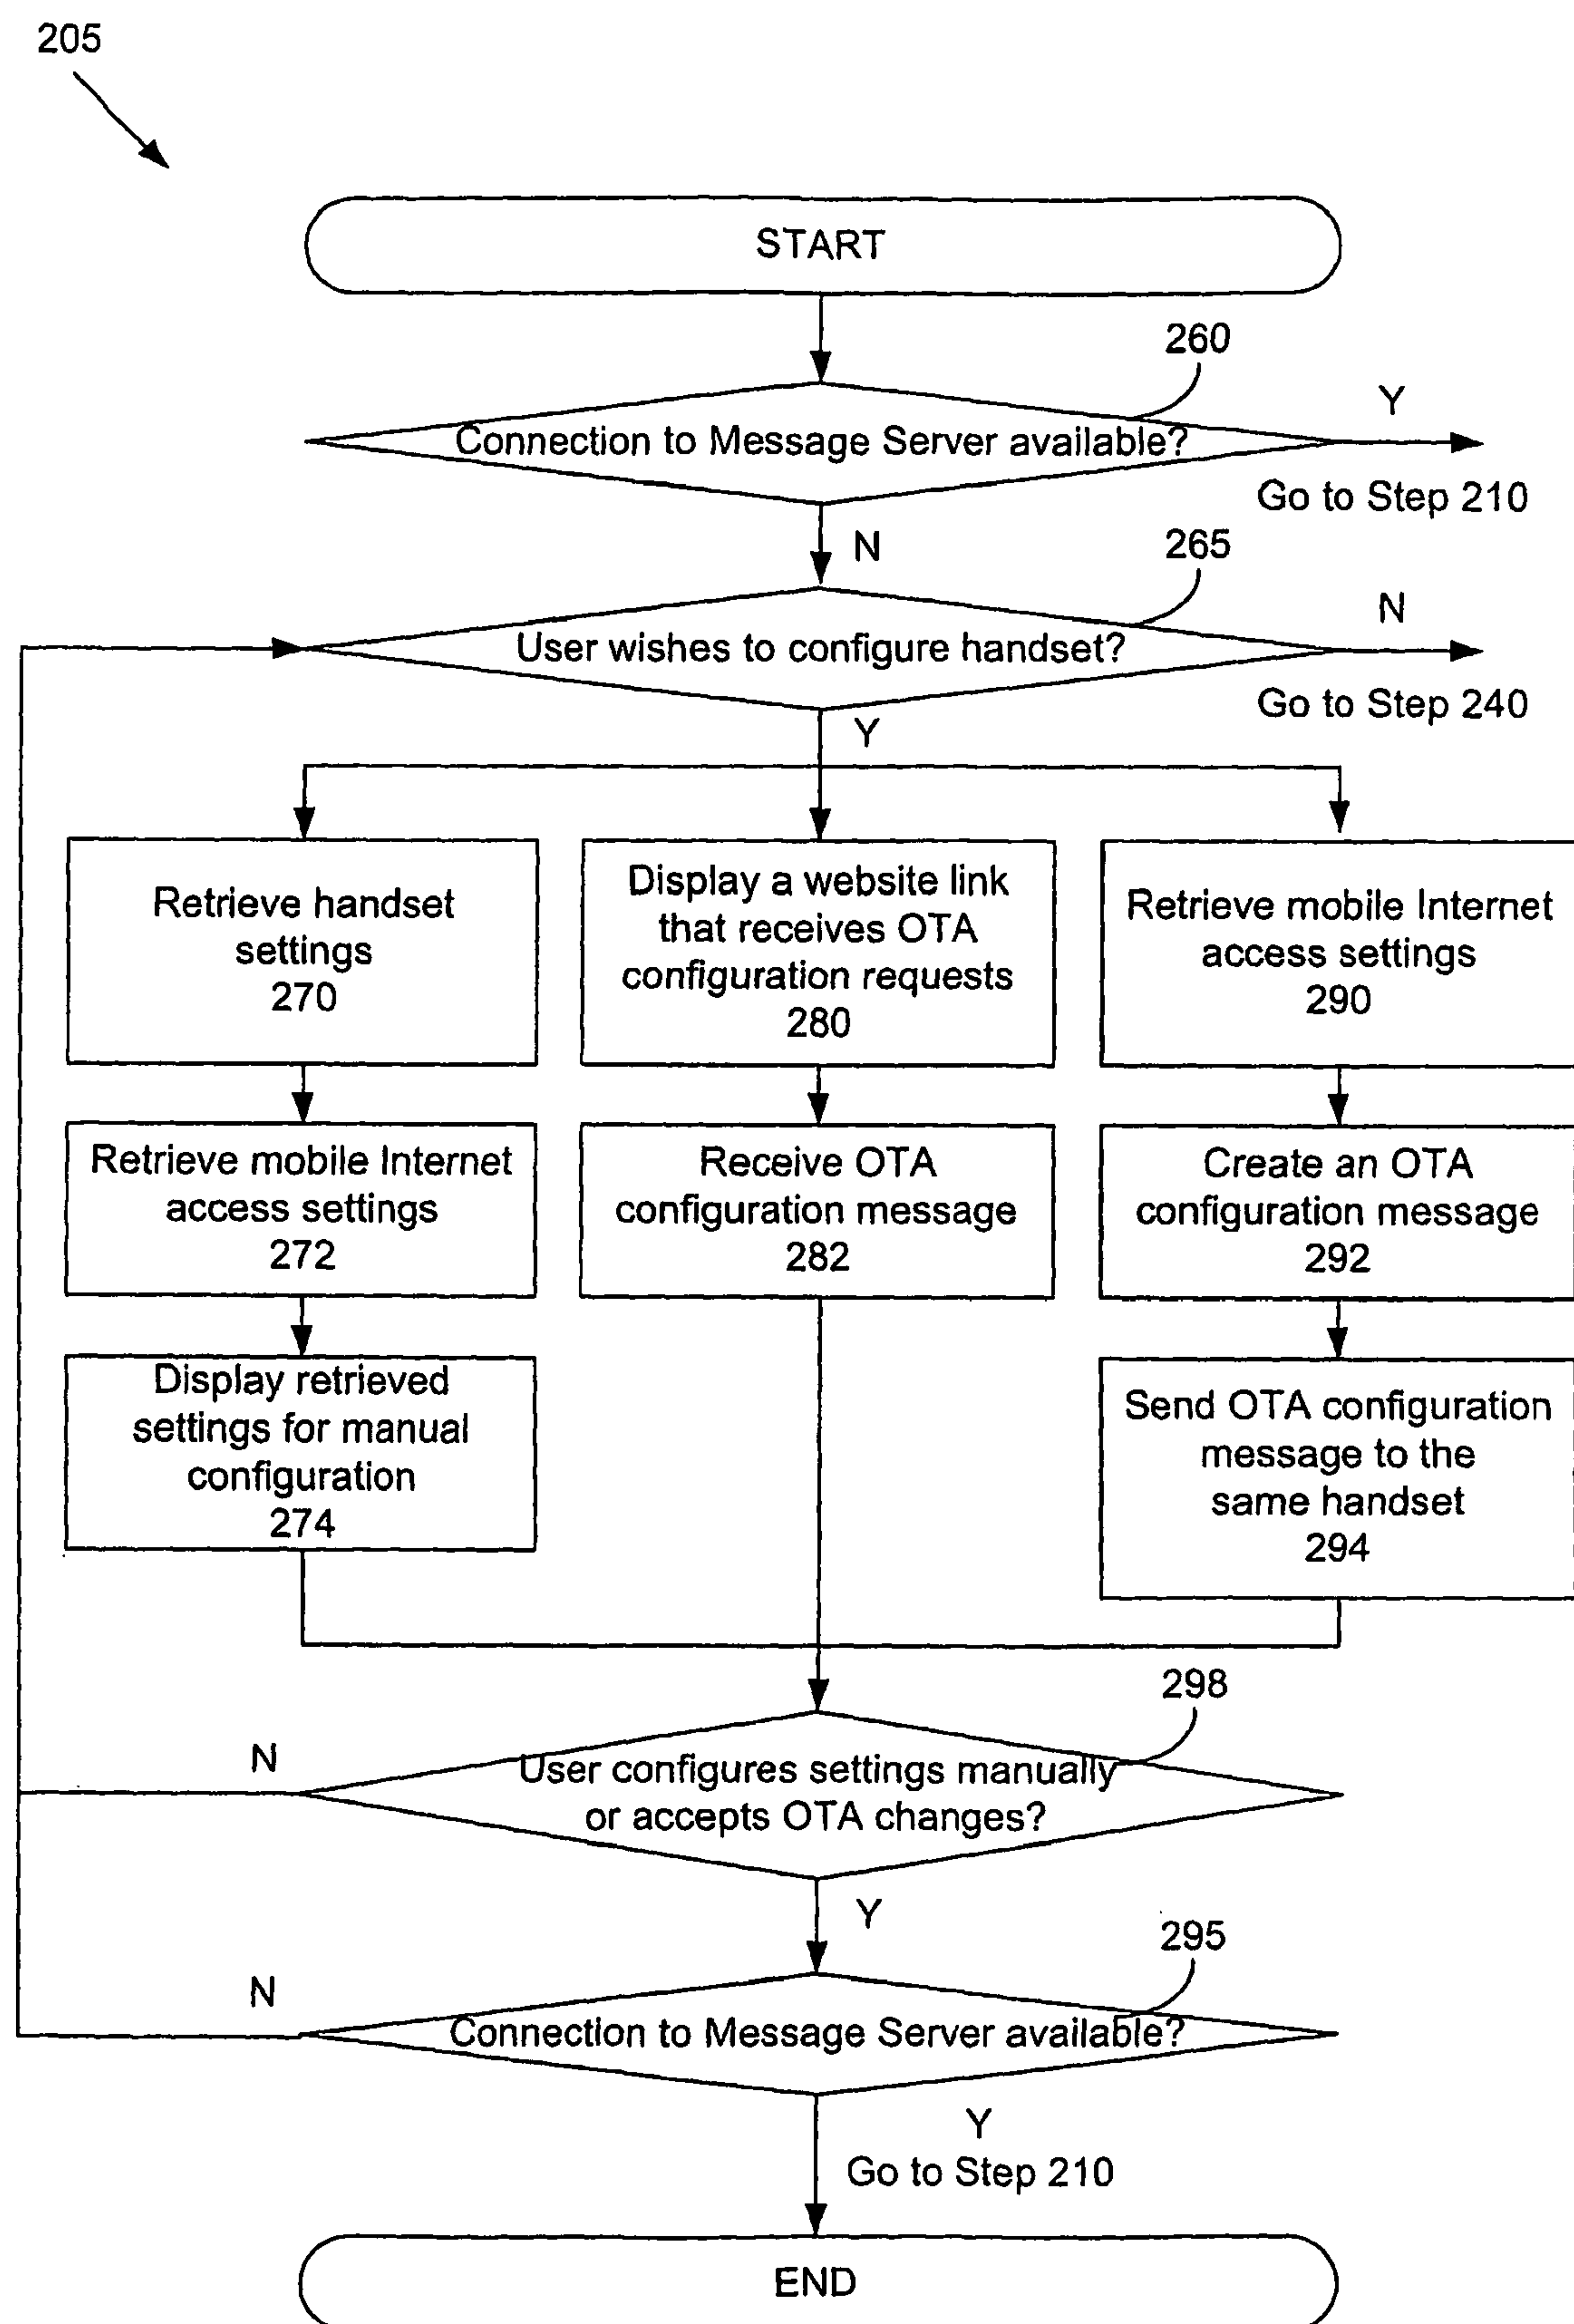 205
START
260
Connection to Message Server available?
Y
Go to Step 210
N
265
User wishes to configure handset?
N
Go to Step 240
Y
Retrieve handset
settings
270
Display a website link
that receives OTA
configuration requests
280
Retrieve mobile Internet
access settings
290
Retrieve mobile Internet
access settings
272
Receive OTA
configuration message
282
Create an OTA
configuration message
292
Display retrieved
settings for manual
configuration
274
Send OTA configuration
message to the
same handset
294
298
N
User configures settings manually
or accepts OTA changes?
Y
295
N
Connection to Message Server available?
Y
Go to Step 210
END